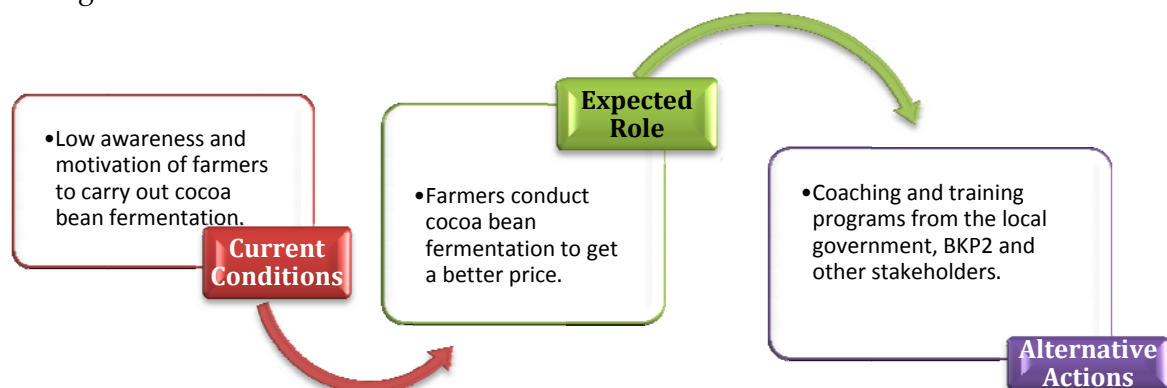 •Low awareness and
motivation of farmers
to carry out cocoa
bean fermentation.
Current
Conditions
Expected
Role
•Farmers conduct
cocoa bean
fermentation to get
a better price.
•Coaching and training
programs from the local
government, BKP2 and
other stakeholders.
Alternative
Actions